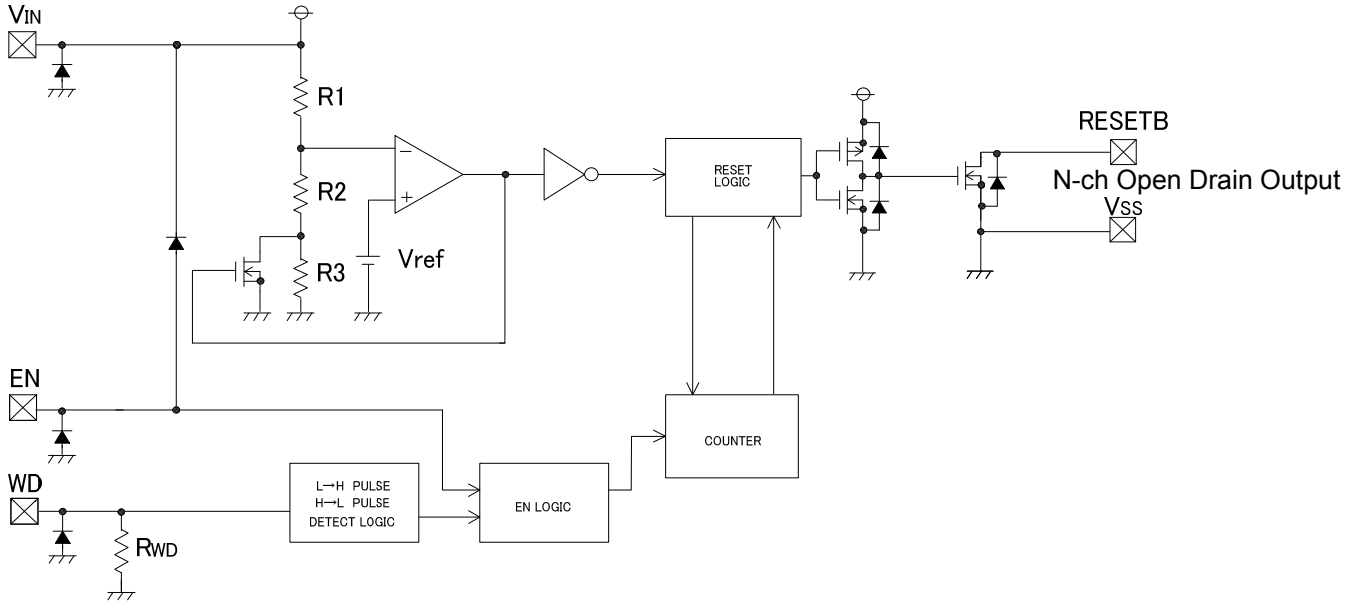 VIN
R1
R2
R3
−
+
Vref
RESET
LOGIC
RESETB
N-ch Open Drain Output
VSS
EN
WD
RWD
L→H PULSE
H→L PULSE
DETECT LOGIC
EN LOGIC
COUNTER